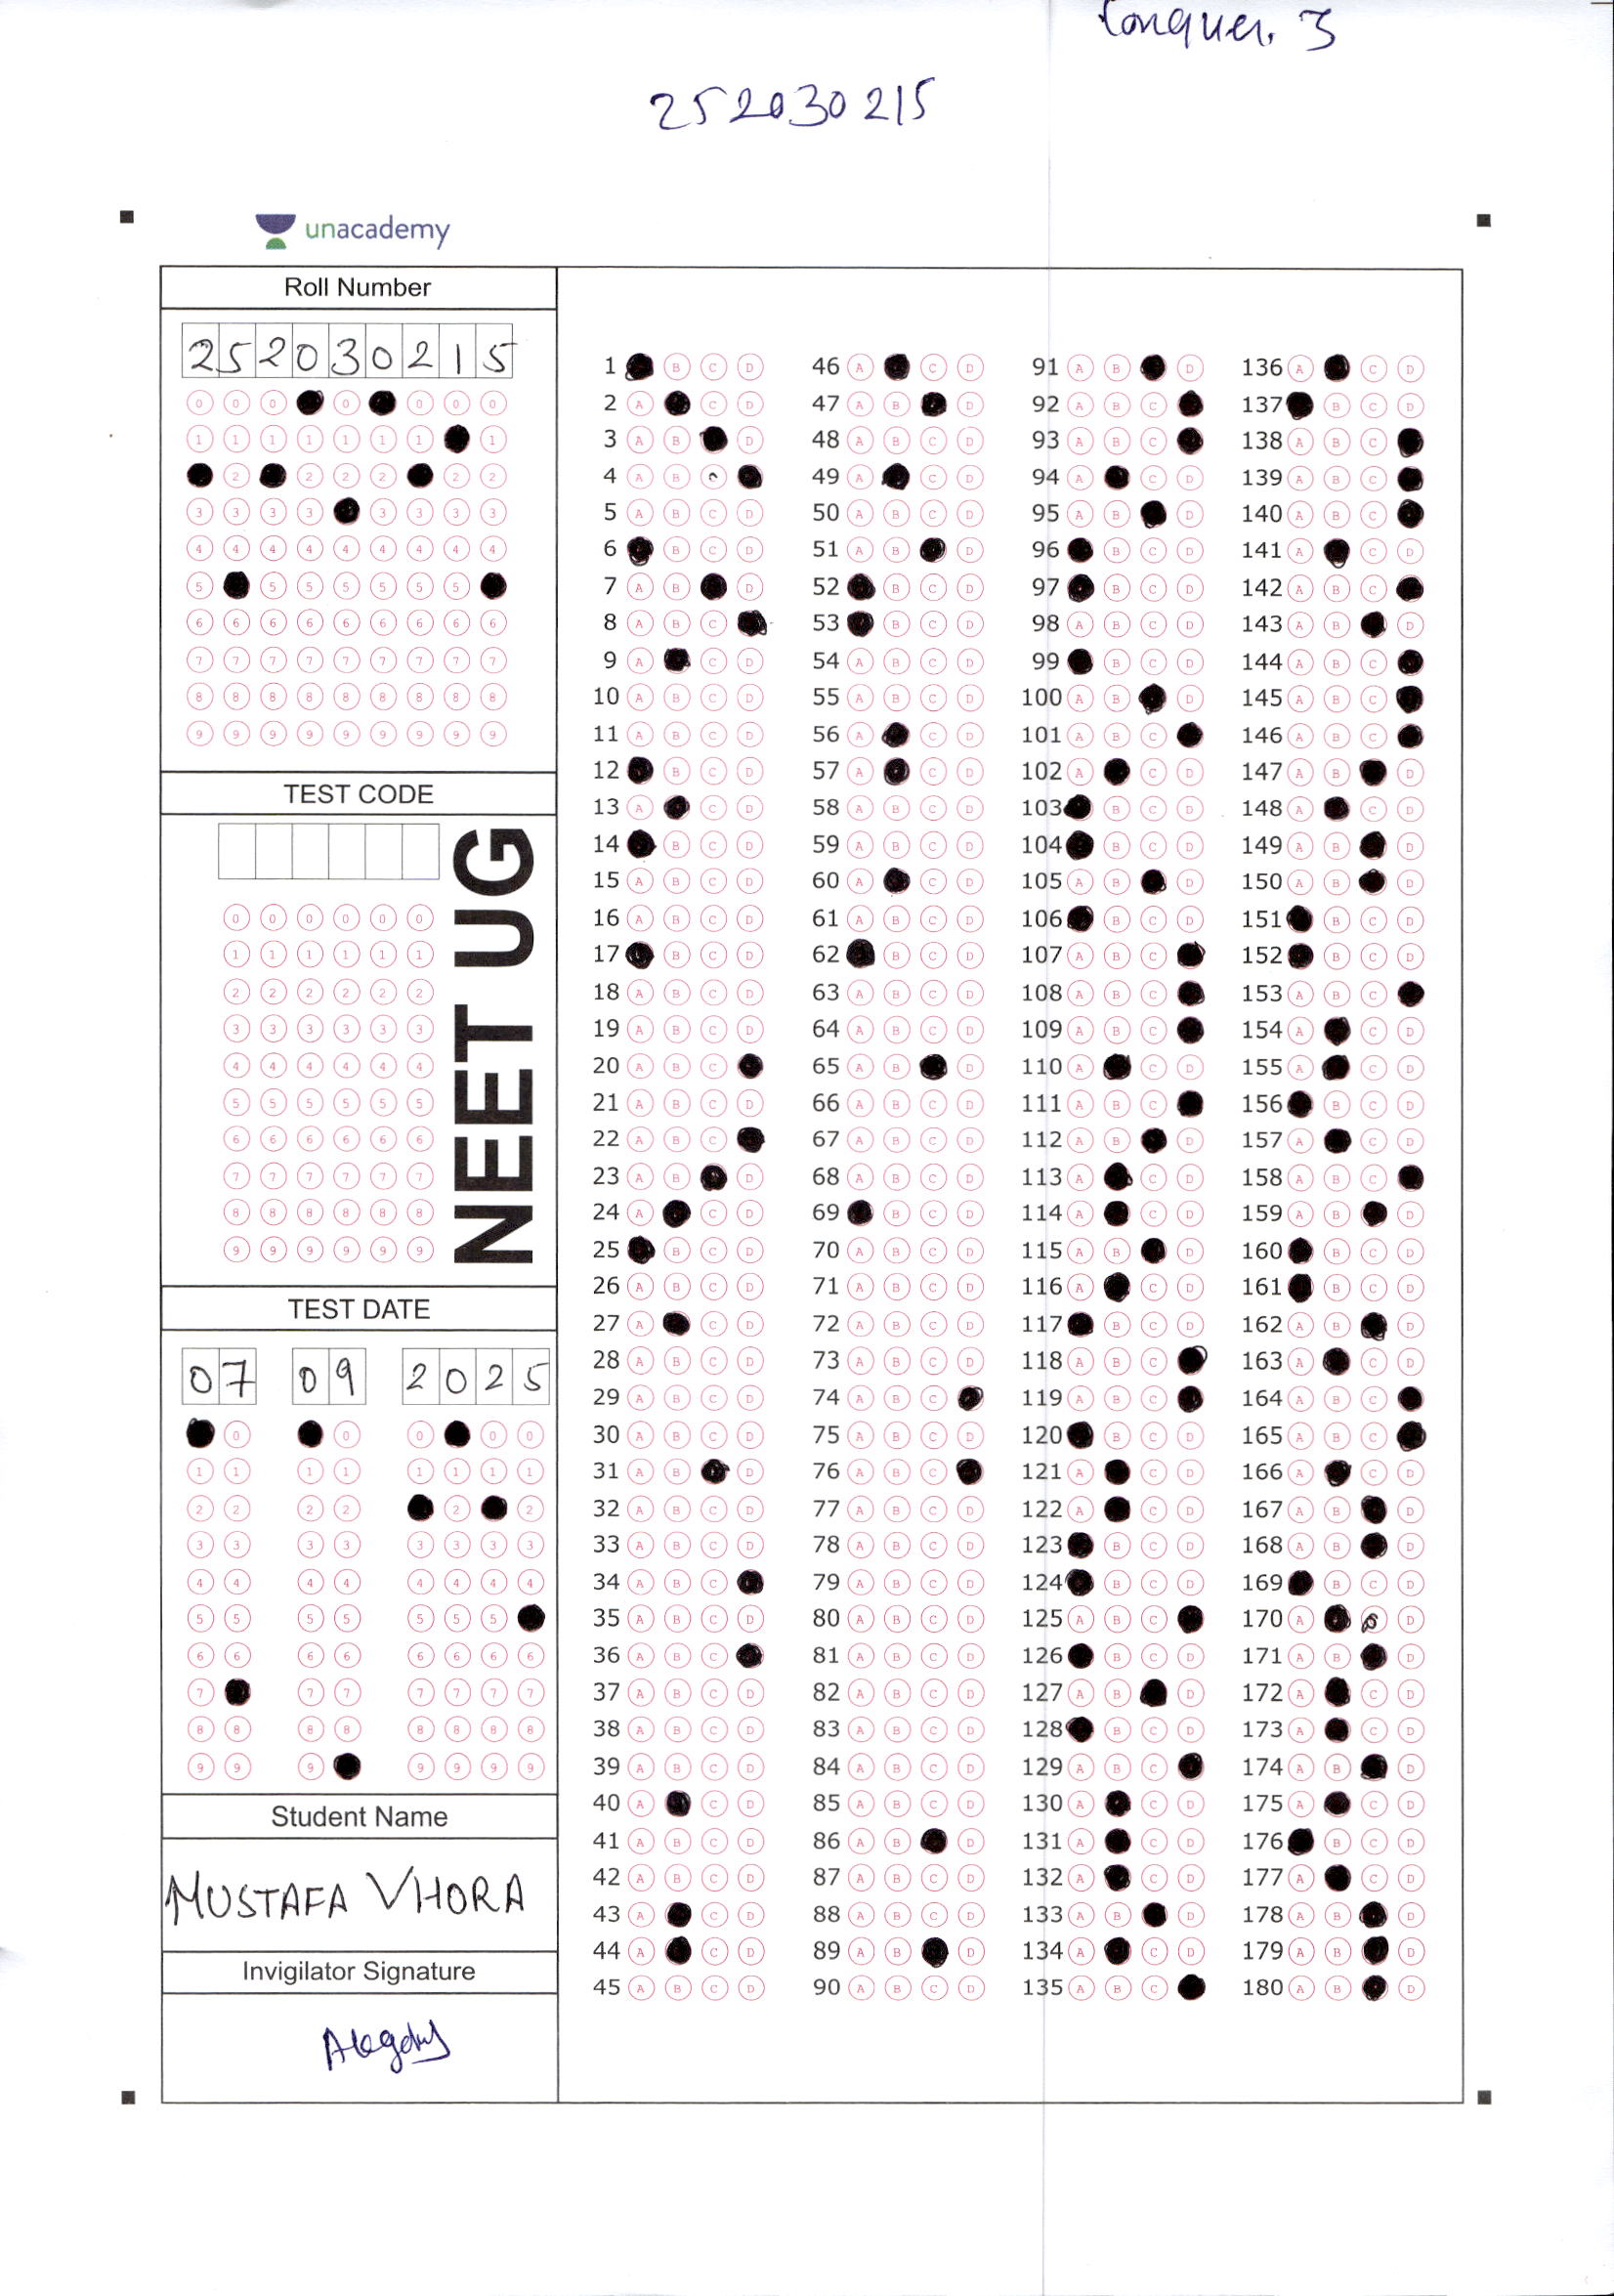 Conquer. 3
252030215
unacademy
Roll Number
2 5 2 0 3 0 2 1 5
TEST CODE
NEET UG
TEST DATE
07 09 2025
Student Name
MUSTAFA VHORA
Invigilator Signature
1 B C D
2 A C D
3 A B D
4 A B
5 A B C D
6 B C D
7 A B D
8 A B C
9 A C D
10 A B C D
11 A B C D
12 B C D
13 A C D
14 B C D
15 A B C D
16 A B C D
17 B C D
18 A B C D
19 A B C D
20 A B C
21 A B C D
22 A B C
23 A B D
24 A C D
25 B C D
26 A B C D
27 A C D
28 A B C D
29 A B C D
30 A B C D
31 A B D
32 A B C D
33 A B C D
34 A B C
35 A B C D
36 A B C
37 A B C D
38 A B C D
39 A B C D
40 A C D
41 A B C D
42 A B C D
43 A C D
44 A C D
45 A B C D
46 A C D
47 A B D
48 A B C D
49 A C D
50 A B C D
51 A B D
52 B C D
53 B C D
54 A B C D
55 A B C D
56 A C D
57 A C D
58 A B C D
59 A B C D
60 A C D
61 A B C D
62 B C D
63 A B C D
64 A B C D
65 A B D
66 A B C D
67 A B C D
68 A B C D
69 B C D
70 A B C D
71 A B C D
72 A B C D
73 A B C D
74 A B C
75 A B C D
76 A B C
77 A B C D
78 A B C D
79 A B C D
80 A B C D
81 A B C D
82 A B C D
83 A B C D
84 A B C D
85 A B C D
86 A B D
87 A B C D
88 A B C D
89 A B D
90 A B C D
91 A B D
92 A B C
93 A B C
94 A C D
95 A B D
96 B C D
97 B C D
98 A B C D
99 B C D
100 A B D
101 A B C
102 A C D
103 B C D
104 B C D
105 A B D
106 B C D
107 A B C
108 A B C
109 A B C
110 A C D
111 A B C
112 A B D
113 A C D
114 A C D
115 A B D
116 A C D
117 B C D
118 A B C
119 A B C
120 B C D
121 A C D
122 A C D
123 B C D
124 B C D
125 A B C
126 B C D
127 A B D
128 B C D
129 A B C
130 A C D
131 A C D
132 A C D
133 A B D
134 A C D
135 A B C
136 A C D
137 B C D
138 A B C
139 A B C
140 A B C
141 A C D
142 A B C
143 A B D
144 A B C
145 A B C
146 A B C
147 A B D
148 A C D
149 A B D
150 A B D
151 B C D
152 B C D
153 A B C
154 A C D
155 A C D
156 B C D
157 A C D
158 A B C
159 A B D
160 B C D
161 B C D
162 A B D
163 A C D
164 A B C
165 A B C
166 A C D
167 A B D
168 A B D
169 B C D
170 A D
171 A B D
172 A C D
173 A C D
174 A B D
175 A C D
176 B C D
177 A C D
178 A B D
179 A B D
180 A B D